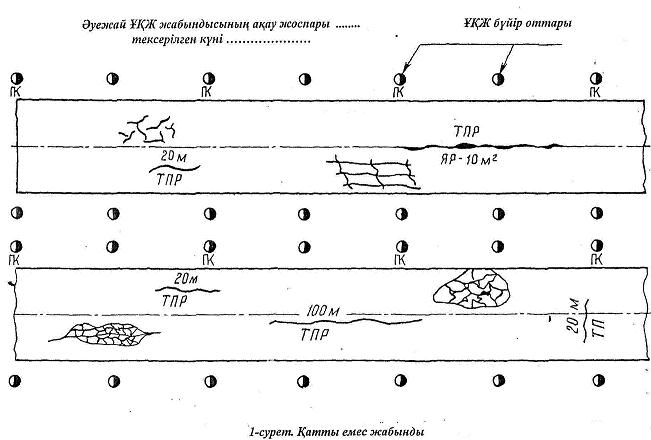 Әуежай ҰҚЖ жабындысының ақау жоспары ........
тексерілген күні .....................
ҰҚЖ бүйір оттары
ПК ПК ПК ПК
20 м
ТПР
ТПР
ЯР-10 м²
ПК ПК ПК ПК
20 м
ТПР
100 м
ТПР
20 м
ТП
1-сурет. Қатты емес жабынды